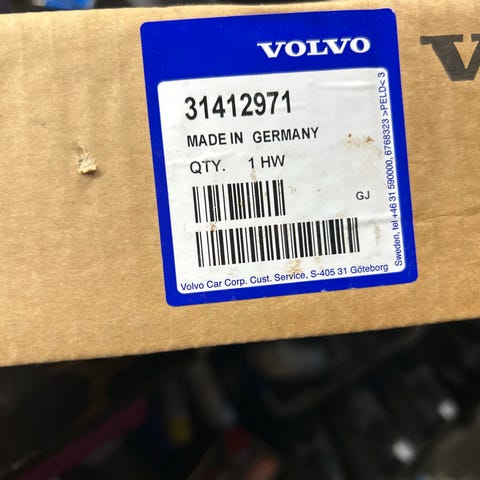 VOLVO
V
31412971
MADE IN GERMANY
QTY. 1 HW
GJ
Volvo Car Corp. Cust. Service, S-405 31 Göteborg
Sweden, tel +46 31 590000, 6768323 >PELD< 3